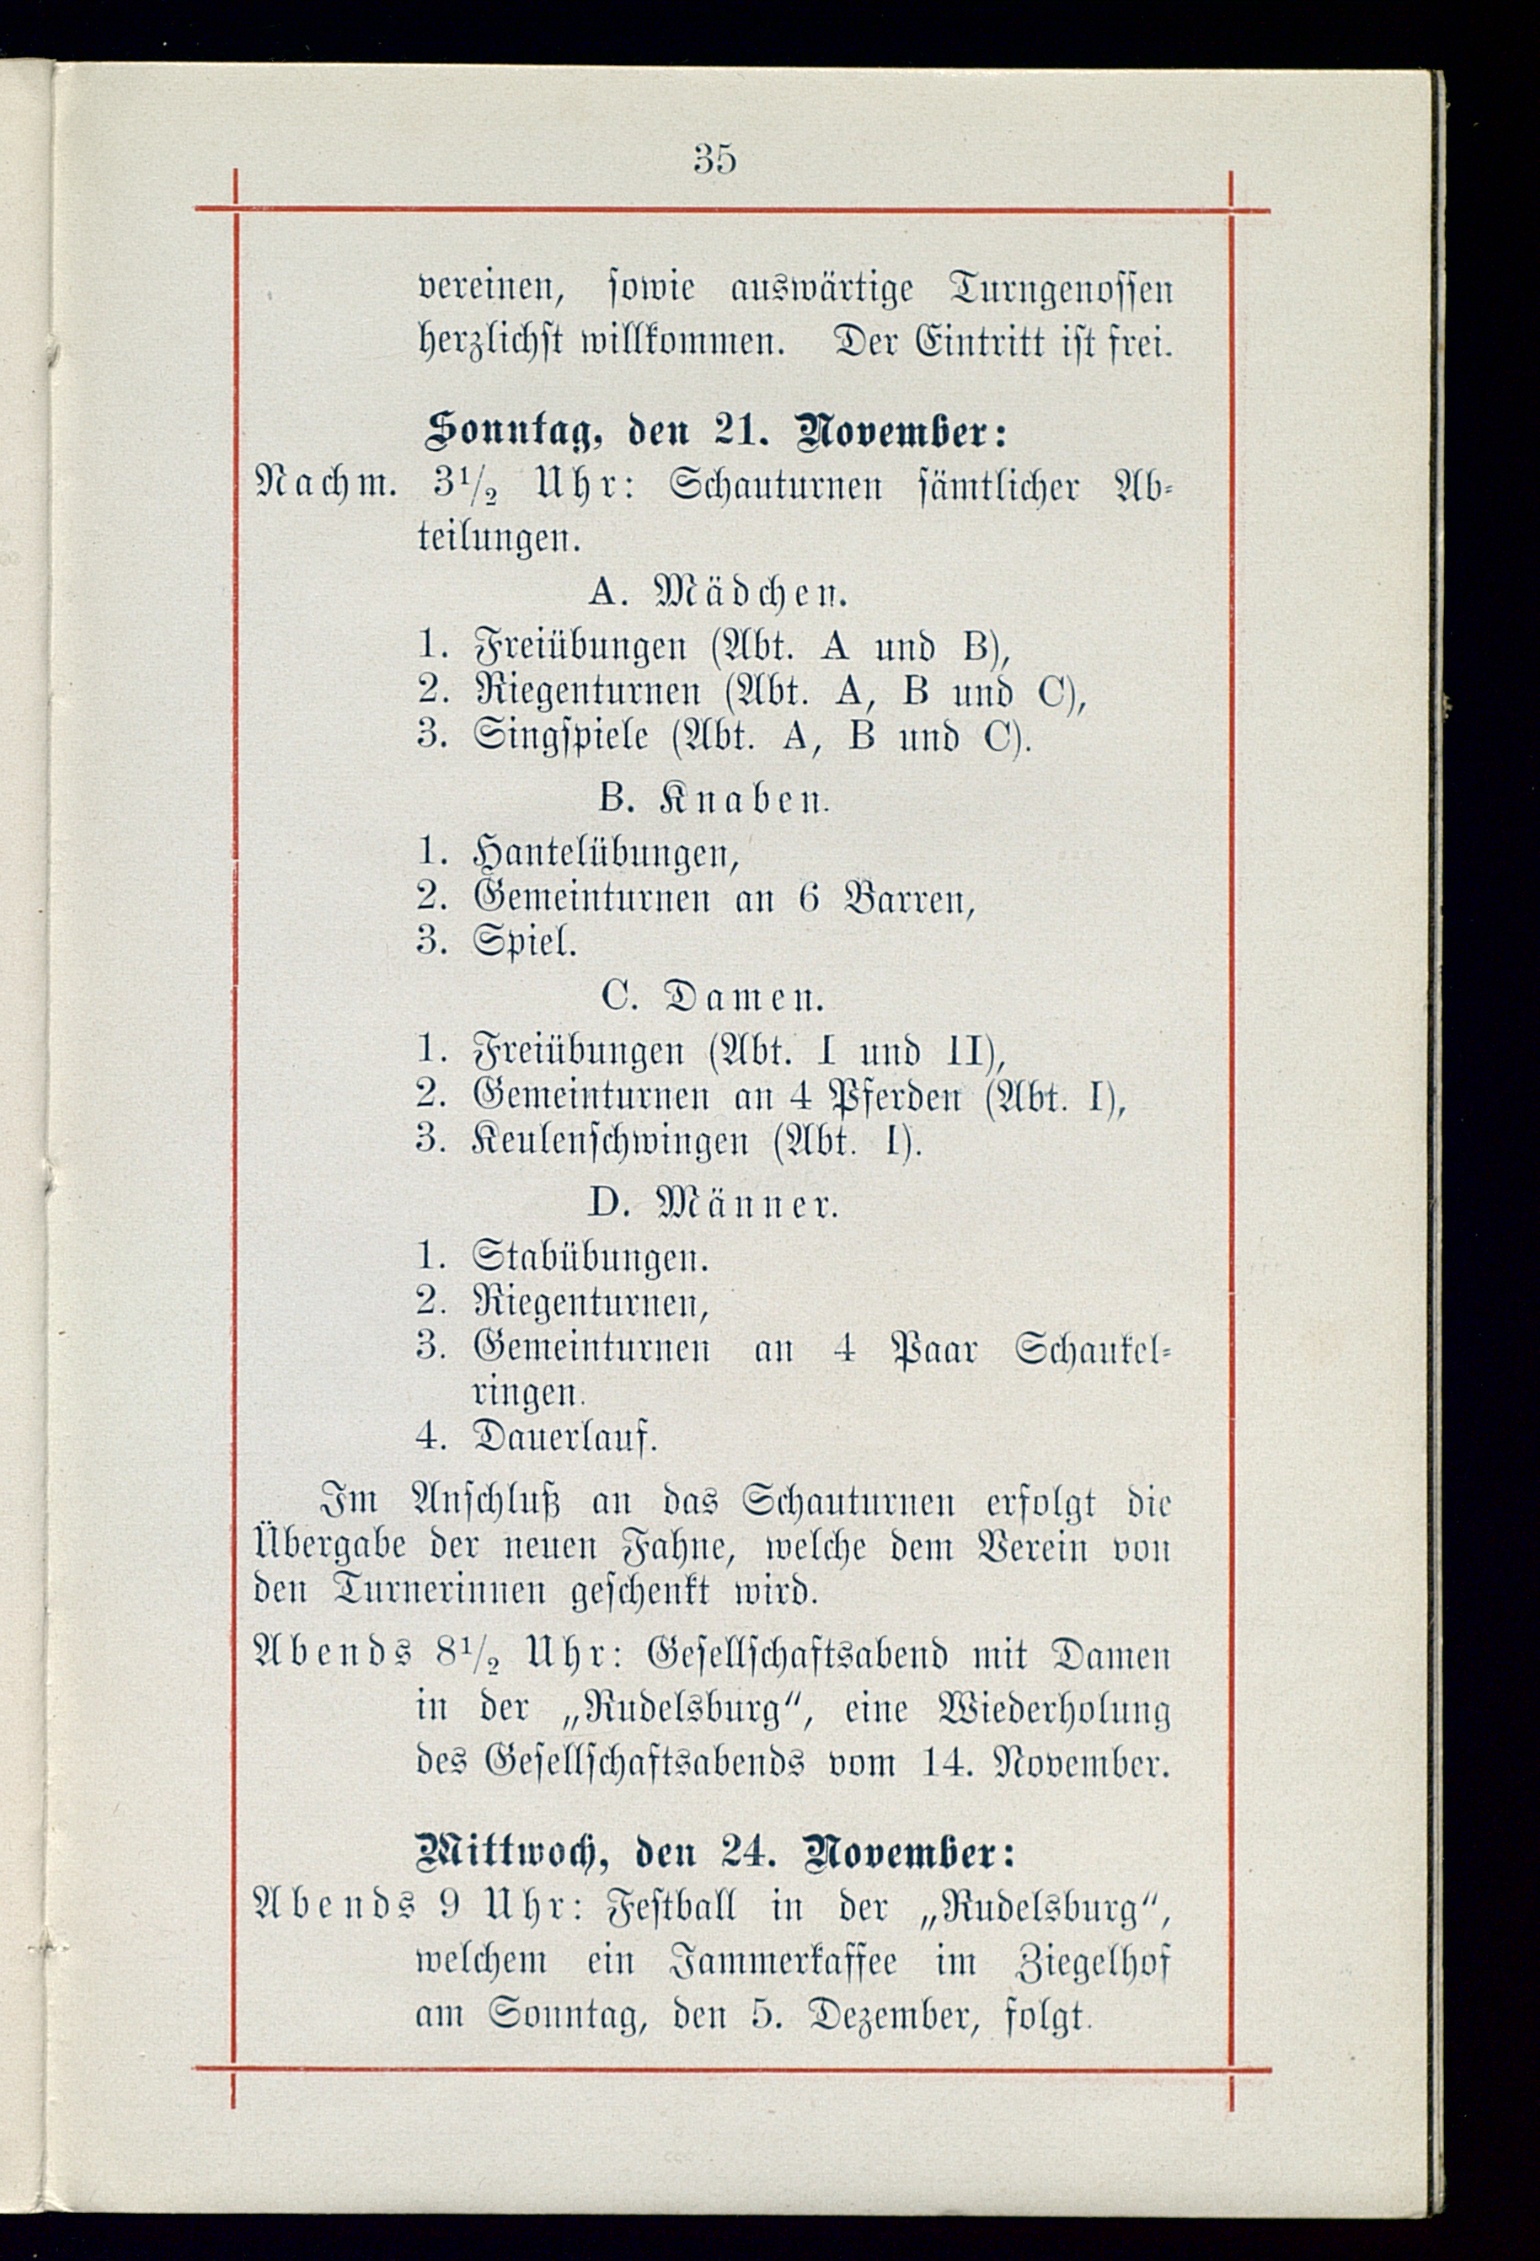 35
vereinen, sowie auswärtige Turngenossen
herzlichst willkommen. Der Eintritt ist frei.
Sonntag, den 21. November:
Nachm. 3 1/2 Uhr: Schauturnen sämtlicher Ab-
teilungen.
A. Mädchen.
1. Freiübungen (Abt. A und B),
2. Riegenturnen (Abt. A, B und C),
3. Singspiele (Abt. A, B und C).
B. Knaben.
1. Hantelübungen,
2. Gemeinturnen an 6 Barren,
3. Spiel.
C. Damen.
1. Freiübungen (Abt. I und II),
2. Gemeinturnen an 4 Pferden (Abt. I),
3. Keulenschwingen (Abt. I).
D. Männer.
1. Stabübungen.
2. Riegenturnen,
3. Gemeinturnen an 4 Paar Schaukel-
ringen.
4. Dauerlauf.
Im Anschluß an das Schauturnen erfolgt die
Übergabe der neuen Fahne, welche dem Verein von
den Turnerinnen geschenkt wird.
Abends 8 1/2 Uhr: Gesellschaftsabend mit Damen
in der „Rudelsburg“, eine Wiederholung
des Gesellschaftsabends vom 14. November.
Mittwoch, den 24. November:
Abends 9 Uhr: Festball in der „Rudelsburg“,
welchem ein Jammerkaffee im Ziegelhof
am Sonntag, den 5. Dezember, folgt.